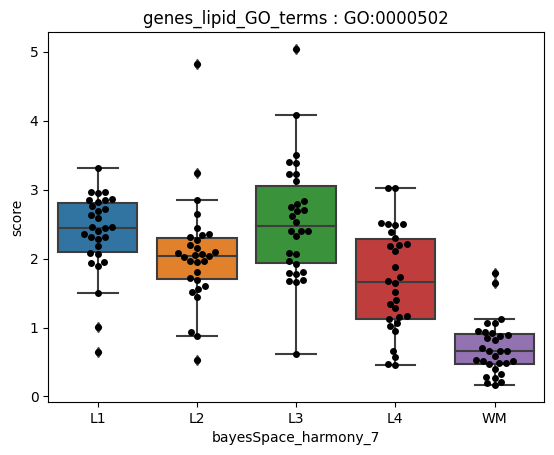 genes_lipid_GO_terms : GO:0000502
score
5
4
3
2
1
0
L1 L2 L3 L4 WM
bayesSpace_harmony_7